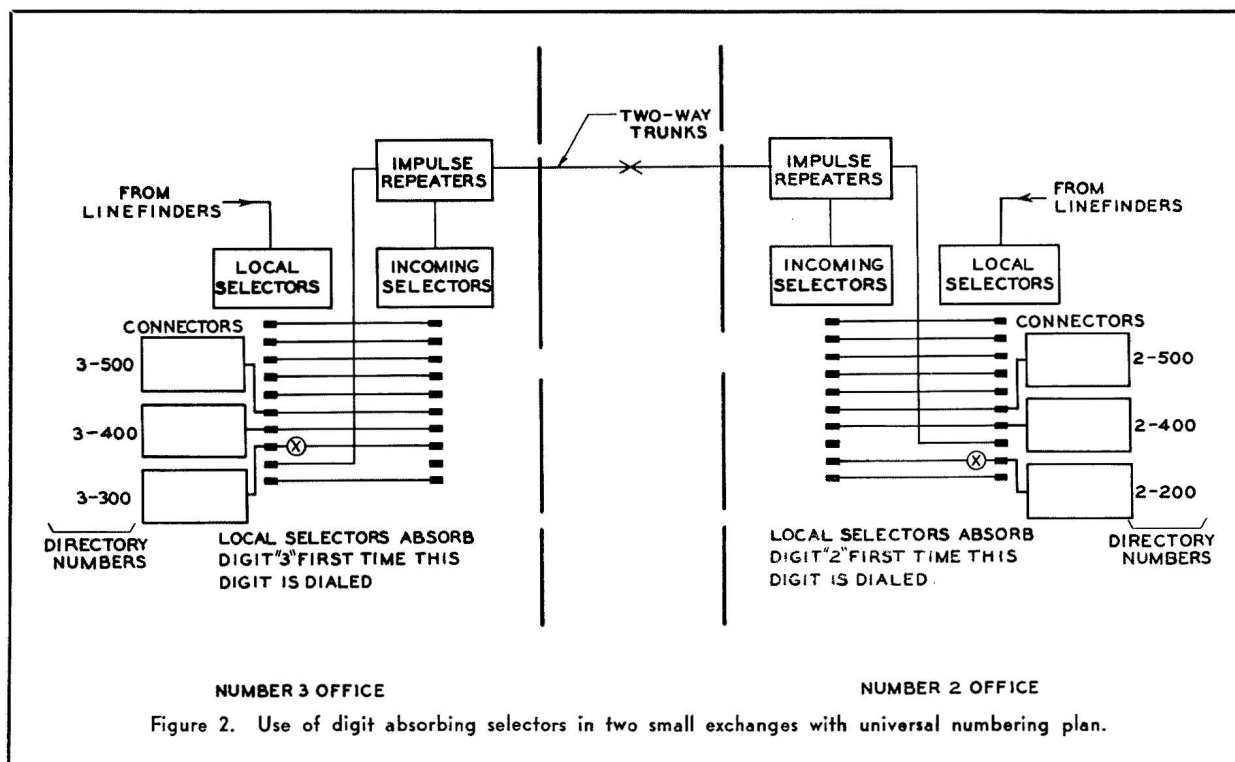 TWO-WAY
TRUNKS
IMPULSE
REPEATERS
IMPULSE
REPEATERS
FROM
LINEFINDERS
FROM
LINEFINDERS
LOCAL
SELECTORS
INCOMING
SELECTORS
INCOMING
SELECTORS
LOCAL
SELECTORS
CONNECTORS
CONNECTORS
3-500
2-500
3-400
2-400
X
X
3-300
2-200
DIRECTORY
NUMBERS
LOCAL SELECTORS ABSORB
DIGIT "3" FIRST TIME THIS
DIGIT IS DIALED
LOCAL SELECTORS ABSORB
DIGIT "2" FIRST TIME THIS
DIGIT IS DIALED.
DIRECTORY
NUMBERS
NUMBER 3 OFFICE
NUMBER 2 OFFICE
Figure 2. Use of digit absorbing selectors in two small exchanges with universal numbering plan.